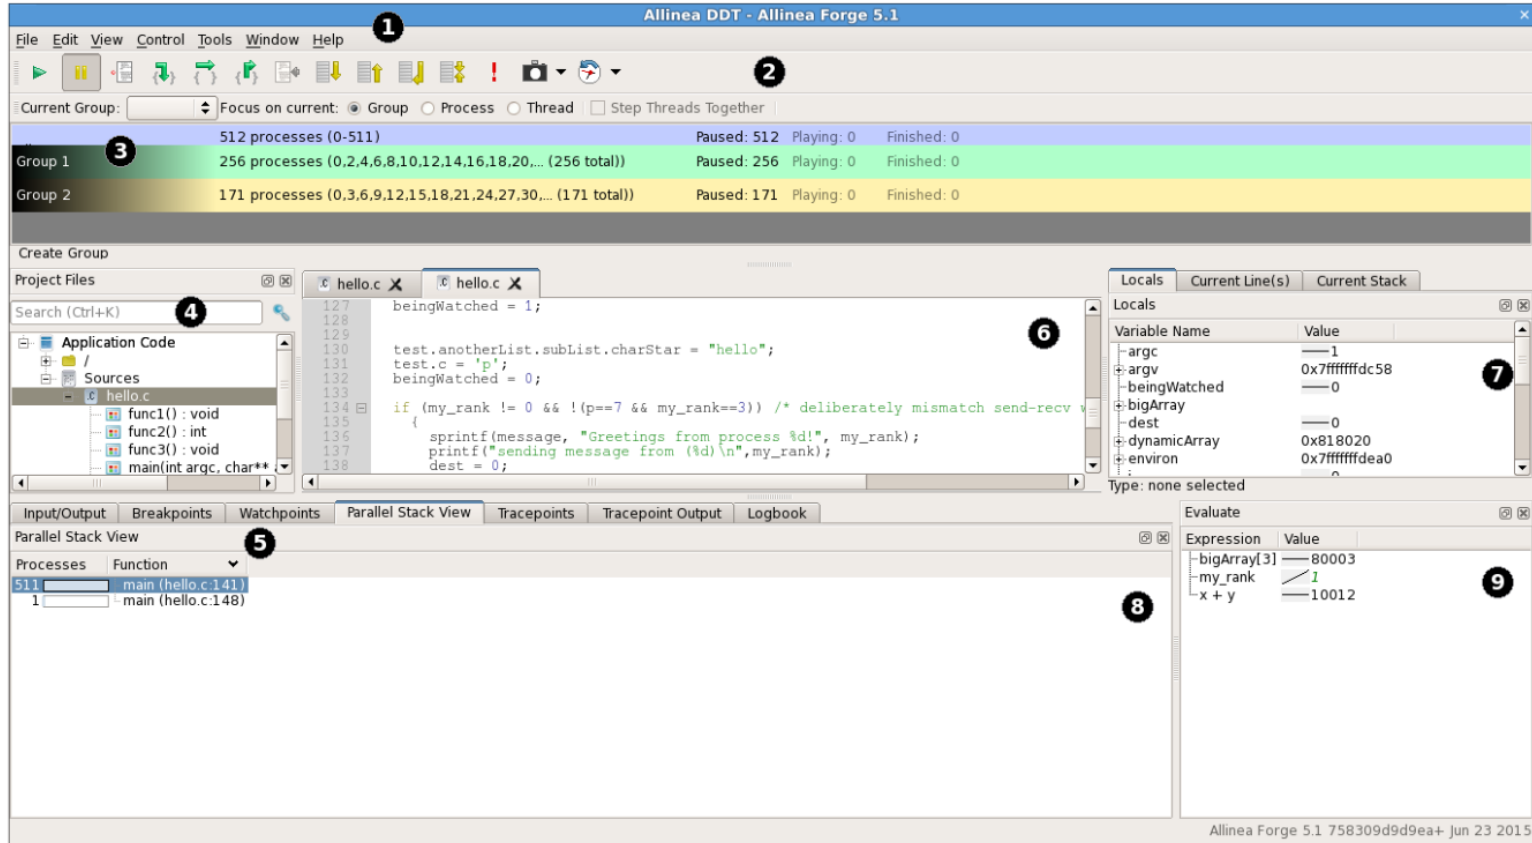 Allinea DDT - Allinea Forge 5.1
1
File Edit View Control Tools Window Help
2
Current Group: Focus on current: Group Process Thread Step Threads Together
512 processes (0-511) Paused: 512 Playing: 0 Finished: 0
3
Group 1 256 processes (0,2,4,6,8,10,12,14,16,18,20,... (256 total)) Paused: 256 Playing: 0 Finished: 0
Group 2 171 processes (0,3,6,9,12,15,18,21,24,27,30,... (171 total)) Paused: 171 Playing: 0 Finished: 0
Create Group
Project Files
Search (Ctrl+K)
4
Application Code
/
Sources
hello.c
func1() : void
func2() : int
func3() : void
main(int argc, char**
hello.c hello.c
6
127 beingWatched = 1;
128
129
130 test.anotherList.subList.charStar = "hello";
131 test.c = 'p';
132 beingWatched = 0;
133
134 if (my_rank != 0 && !(p==7 && my_rank==3)) /* deliberately mismatch send-recv
135 {
136 sprintf(message, "Greetings from process %d!", my_rank);
137 printf("sending message from (%d)\n",my_rank);
138 dest = 0;
Locals Current Line(s) Current Stack
Locals
Variable Name Value
7
argc 1
argv 0x7fffffffdc58
beingWatched 0
bigArray
dest 0
dynamicArray 0x818020
environ 0x7fffffffdea0
Type: none selected
Input/Output Breakpoints Watchpoints Parallel Stack View Tracepoints Tracepoint Output Logbook
Parallel Stack View
5
Processes Function
511 main (hello.c:141)
1 main (hello.c:148)
8
Evaluate
Expression Value
bigArray[3] 80003
my_rank 1
x + y 10012
9
Allinea Forge 5.1 758309d9d9ea+ Jun 23 2015